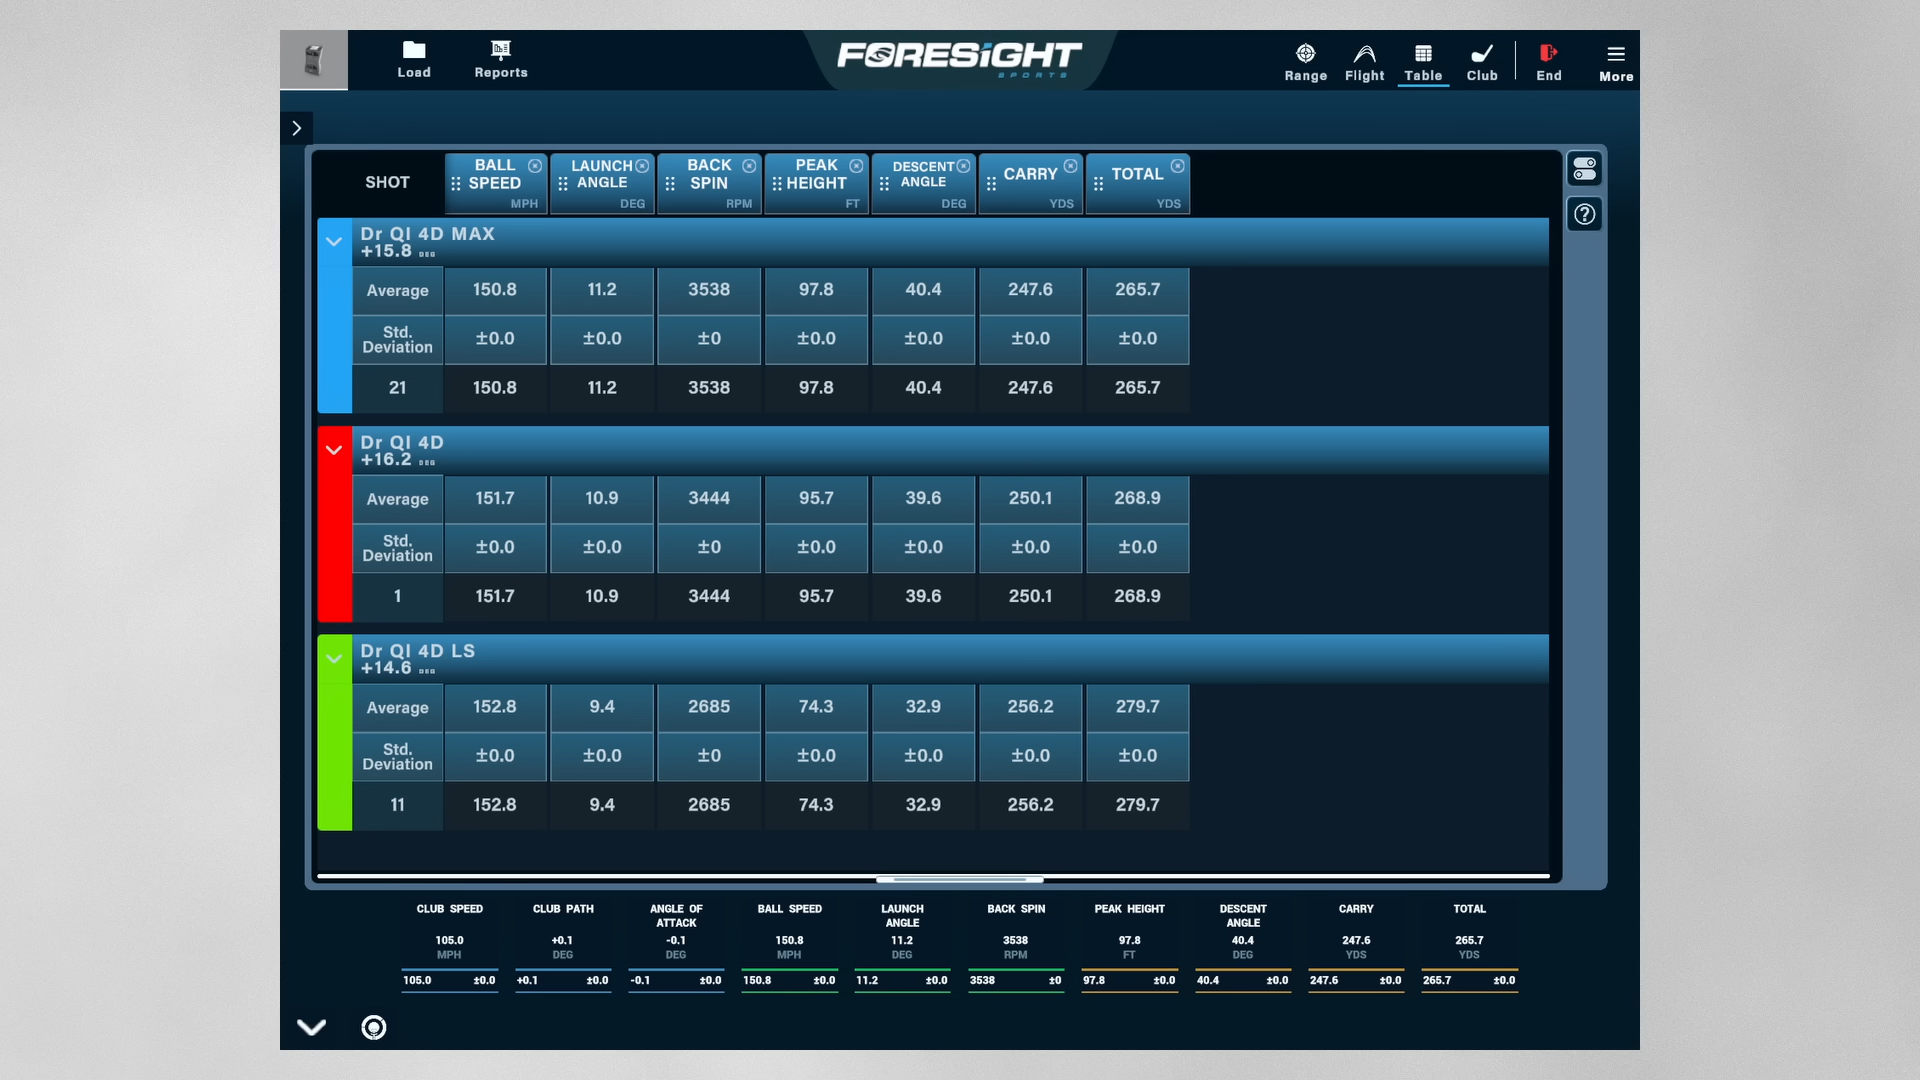 Load
Reports
FORESiGHT
SPORTS
Range
Flight
Table
Club
End
More
SHOT
BALL SPEED MPH
LAUNCH ANGLE DEG
BACK SPIN RPM
PEAK HEIGHT FT
DESCENT ANGLE DEG
CARRY YDS
TOTAL YDS
Dr QI 4D MAX
+15.8 DEG
Average 150.8 11.2 3538 97.8 40.4 247.6 265.7
Std. Deviation ±0.0 ±0.0 ±0 ±0.0 ±0.0 ±0.0 ±0.0
21 150.8 11.2 3538 97.8 40.4 247.6 265.7
Dr QI 4D
+16.2 DEG
Average 151.7 10.9 3444 95.7 39.6 250.1 268.9
Std. Deviation ±0.0 ±0.0 ±0 ±0.0 ±0.0 ±0.0 ±0.0
1 151.7 10.9 3444 95.7 39.6 250.1 268.9
Dr QI 4D LS
+14.6 DEG
Average 152.8 9.4 2685 74.3 32.9 256.2 279.7
Std. Deviation ±0.0 ±0.0 ±0 ±0.0 ±0.0 ±0.0 ±0.0
11 152.8 9.4 2685 74.3 32.9 256.2 279.7
CLUB SPEED CLUB PATH ANGLE OF ATTACK BALL SPEED LAUNCH ANGLE BACK SPIN PEAK HEIGHT DESCENT ANGLE CARRY TOTAL
105.0 +0.1 -0.1 150.8 11.2 3538 97.8 40.4 247.6 265.7
MPH DEG DEG MPH DEG RPM FT DEG YDS YDS
105.0 ±0.0 +0.1 ±0.0 -0.1 ±0.0 150.8 ±0.0 11.2 ±0.0 3538 ±0 97.8 ±0.0 40.4 ±0.0 247.6 ±0.0 265.7 ±0.0